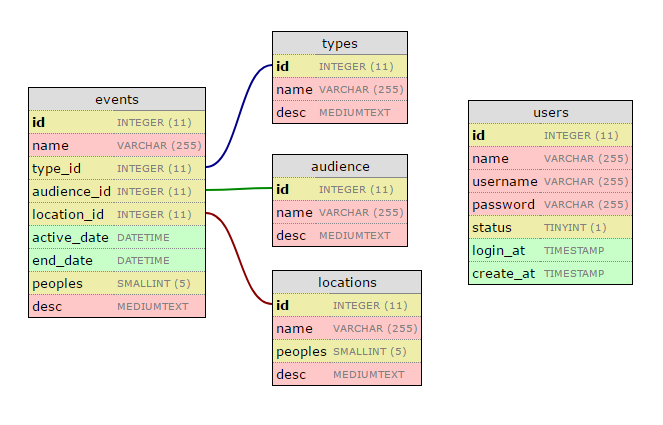 types
id INTEGER (11)
name VARCHAR (255)
desc MEDIUMTEXT
events
id INTEGER (11)
name VARCHAR (255)
type_id INTEGER (11)
audience_id INTEGER (11)
location_id INTEGER (11)
active_date DATETIME
end_date DATETIME
peoples SMALLINT (5)
desc MEDIUMTEXT
audience
id INTEGER (11)
name VARCHAR (255)
desc MEDIUMTEXT
locations
id INTEGER (11)
name VARCHAR (255)
peoples SMALLINT (5)
desc MEDIUMTEXT
users
id INTEGER (11)
name VARCHAR (255)
username VARCHAR (255)
password VARCHAR (255)
status TINYINT (1)
login_at TIMESTAMP
create_at TIMESTAMP